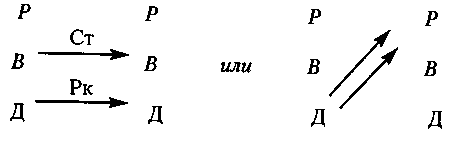 Р Р Р Р
Ст
В В или В В
Рк
Д Д Д Д